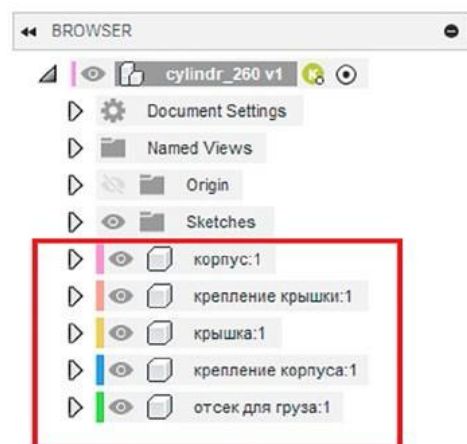 BROWSER
cylindr_260 v1
Document Settings
Named Views
Origin
Sketches
корпус:1
крепление крышки:1
крышка:1
крепление корпуса:1
отсек для груза:1